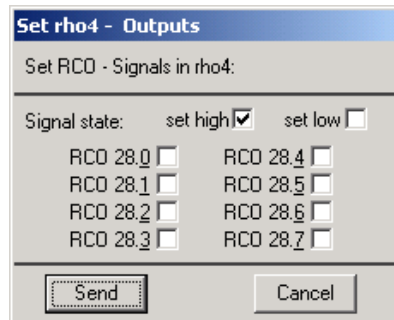 Set rho4 - Outputs
Set RCO - Signals in rho4:
Signal state: set high set low
RCO 28.0 RCO 28.4
RCO 28.1 RCO 28.5
RCO 28.2 RCO 28.6
RCO 28.3 RCO 28.7
Send Cancel